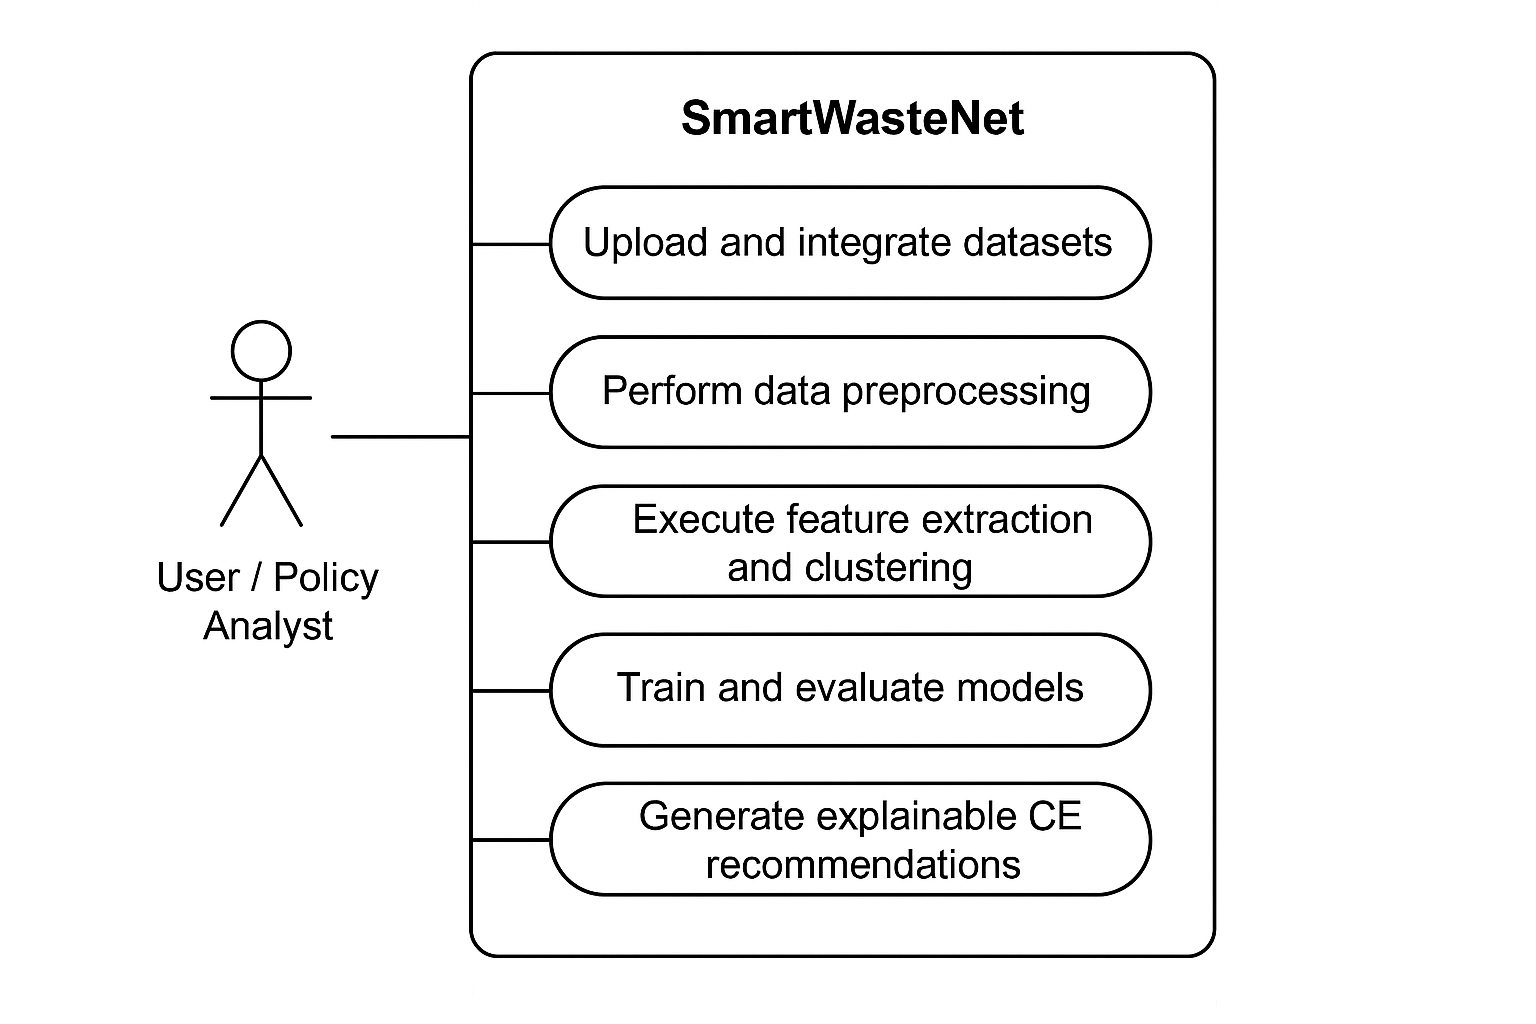 SmartWasteNet
Upload and integrate datasets
Perform data preprocessing
Execute feature extraction
and clustering
Train and evaluate models
Generate explainable CE
recommendations
User / Policy
Analyst